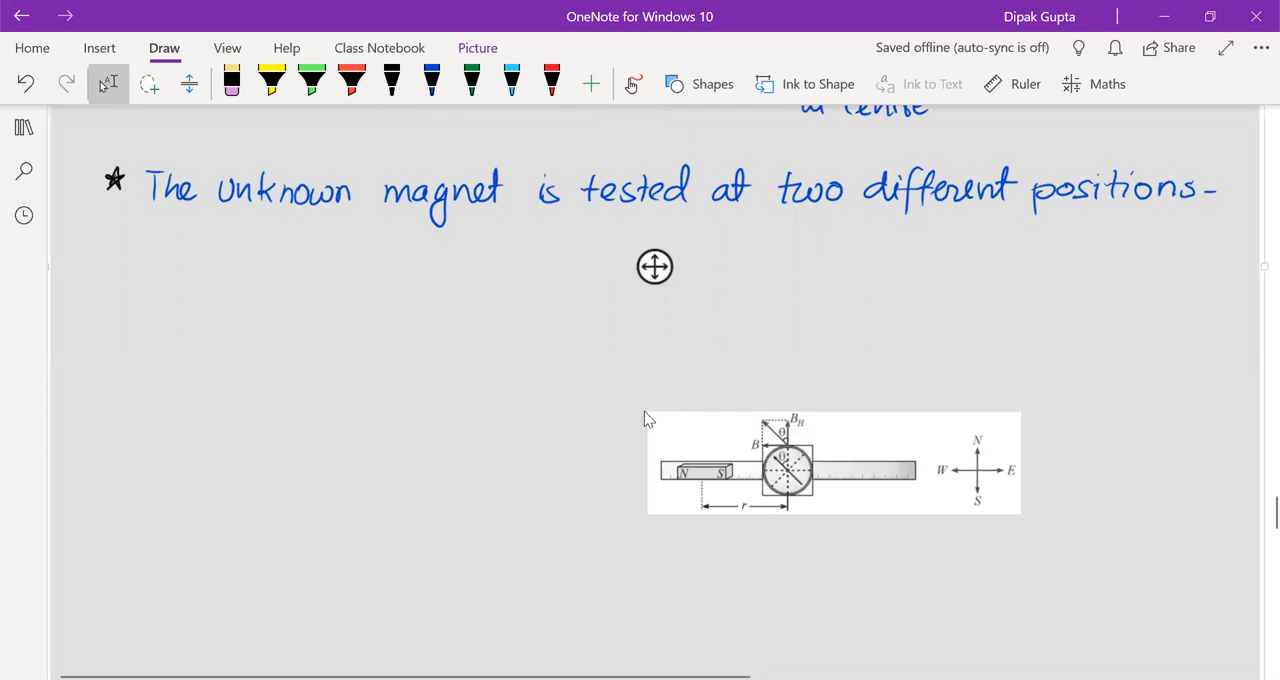 OneNote for Windows 10
Dipak Gupta
Home Insert Draw View Help Class Notebook Picture
Saved offline (auto-sync is off) Share
Shapes Ink to Shape Ink to Text Ruler Maths
in centre
* The unknown magnet is tested at two different positions-
B_H
θ
B
θ
N S
r
N
W E
S